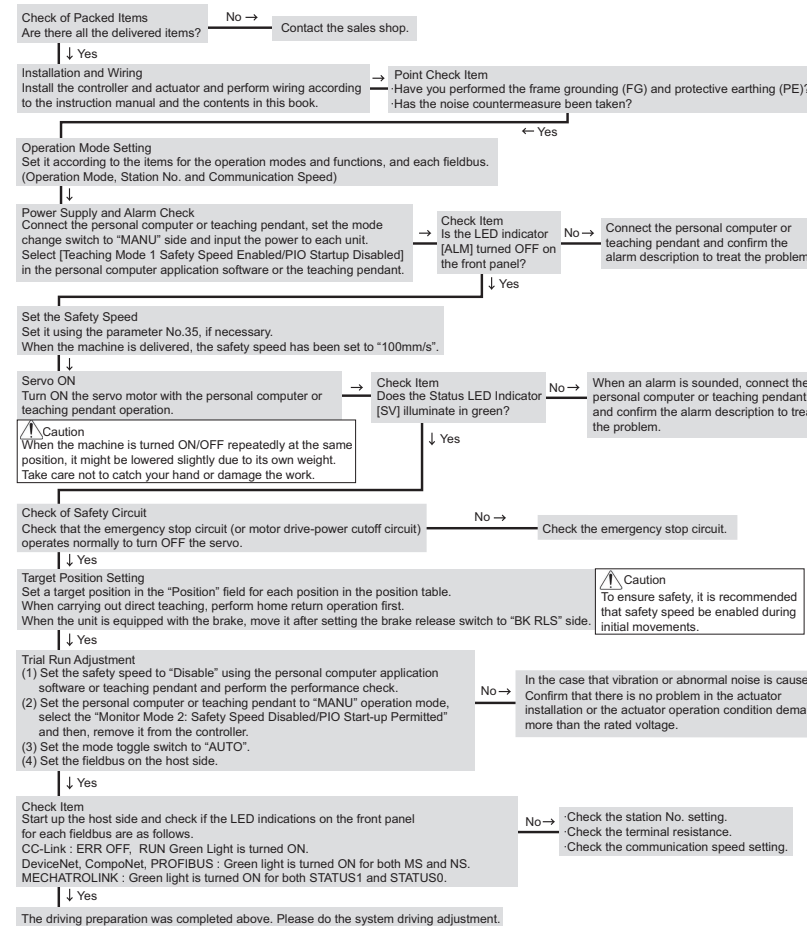 Check of Packed Items
Are there all the delivered items?
No →
Contact the sales shop.
↓ Yes
Installation and Wiring
Install the controller and actuator and perform wiring according
to the instruction manual and the contents in this book.
→
Point Check Item
·Have you performed the frame grounding (FG) and protective earthing (PE)?
·Has the noise countermeasure been taken?
← Yes
Operation Mode Setting
Set it according to the items for the operation modes and functions, and each fieldbus.
(Operation Mode, Station No. and Communication Speed)
↓
Power Supply and Alarm Check
Connect the personal computer or teaching pendant, set the mode
change switch to “MANU” side and input the power to each unit.
Select [Teaching Mode 1 Safety Speed Enabled/PIO Startup Disabled]
in the personal computer application software or the teaching pendant.
→
Check Item
Is the LED indicator
[ALM] turned OFF on
the front panel?
No →
Connect the personal computer or
teaching pendant and confirm the
alarm description to treat the problem
↓ Yes
Set the Safety Speed
Set it using the parameter No.35, if necessary.
When the machine is delivered, the safety speed has been set to “100mm/s”.
↓
Servo ON
Turn ON the servo motor with the personal computer or
teaching pendant operation.
→
Check Item
Does the Status LED Indicator
[SV] illuminate in green?
No →
When an alarm is sounded, connect the
personal computer or teaching pendant
and confirm the alarm description to
the problem.
Caution
When the machine is turned ON/OFF repeatedly at the same
position, it might be lowered slightly due to its own weight.
Take care not to catch your hand or damage the work.
↓ Yes
Check of Safety Circuit
Check that the emergency stop circuit (or motor drive-power cutoff circuit)
operates normally to turn OFF the servo.
No →
Check the emergency stop circuit.
↓ Yes
Target Position Setting
Set a target position in the “Position” field for each position in the position table.
When carrying out direct teaching, perform home return operation first.
When the unit is equipped with the brake, move it after setting the brake release switch to “BK RLS” side.
Caution
To ensure safety, it is recommended
that safety speed be enabled during
initial movements.
↓ Yes
Trial Run Adjustment
(1) Set the safety speed to “Disable” using the personal computer application
software or teaching pendant and perform the performance check.
(2) Set the personal computer or teaching pendant to “MANU” operation mode,
select the “Monitor Mode 2: Safety Speed Disabled/PIO Start-up Permitted”
and then, remove it from the controller.
(3) Set the mode toggle switch to “AUTO”.
(4) Set the fieldbus on the host side.
No →
In the case that vibration or abnormal noise is cause
Confirm that there is no problem in the actuator
installation or the actuator operation condition dema
more than the rated voltage.
↓ Yes
Check Item
Start up the host side and check if the LED indications on the front panel
for each fieldbus are as follows.
CC-Link : ERR OFF, RUN Green Light is turned ON.
DeviceNet, CompoNet, PROFIBUS : Green light is turned ON for both MS and NS.
MECHATROLINK : Green light is turned ON for both STATUS1 and STATUS0.
No →
·Check the station No. setting.
·Check the terminal resistance.
·Check the communication speed setting.
↓ Yes
The driving preparation was completed above. Please do the system driving adjustment.